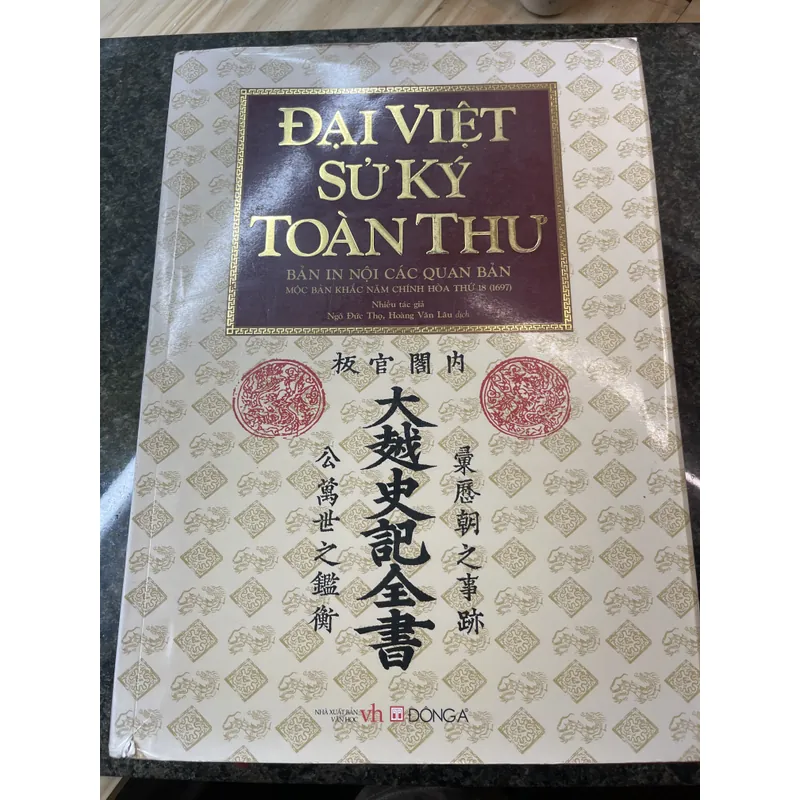 ĐẠI VIỆT
SỬ KÝ
TOÀN THƯ
BẢN IN NỘI CÁC QUAN BẢN
MỘC BẢN KHẮC NĂM CHÍNH HÒA THỨ 18 (1697)
Nhiều tác giả
Ngô Đức Thọ, Hoàng Văn Lâu dịch
内閣官板
彙歷朝之事跡
大越史記全書
公萬世之鑑衡
NHÀ XUẤT BẢN
VĂN HỌC
vh
ĐÔNG A